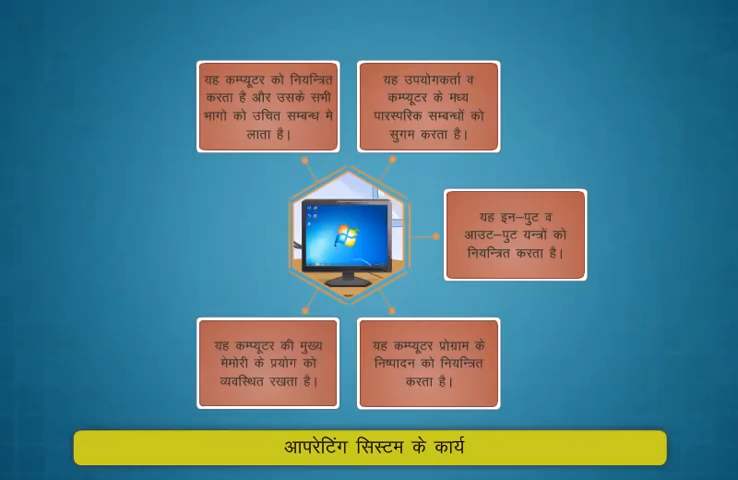 यह कम्प्यूटर को नियन्त्रित
करता है और उसके सभी
भागो को उचित सम्बन्ध मे
लाता है।
यह उपयोगकर्ता व
कम्प्यूटर के मध्य
पारस्परिक सम्बन्धों को
सुगम करता है।
यह इन–पुट व
आउट–पुट यन्त्रों को
नियन्त्रित करता है।
यह कम्प्यूटर की मुख्य
मेमोरी के प्रयोग को
व्यवस्थित रखता है।
यह कम्प्यूटर प्रोग्राम के
निष्पादन को नियन्त्रित
करता है।
आपरेटिंग सिस्टम के कार्य